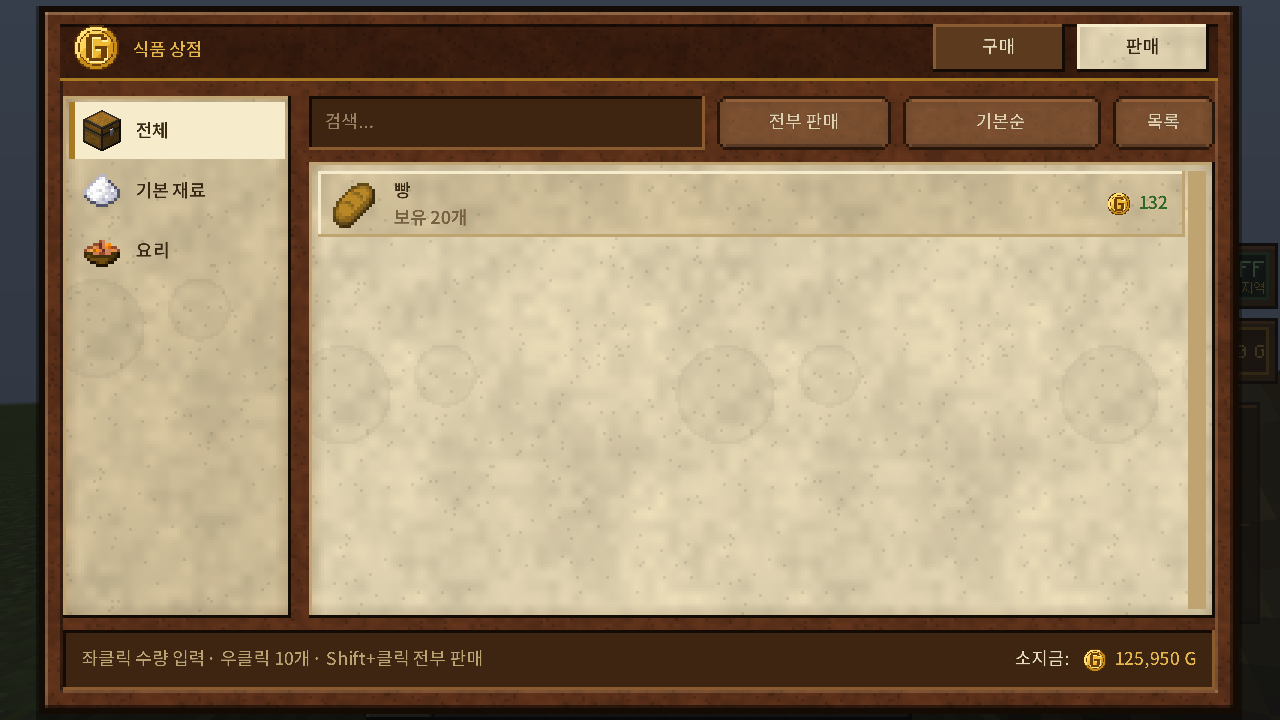 식품 상점
구매
판매
전체
기본 재료
요리
검색...
전부 판매
기본순
목록
빵
보유 20개
132
FF
지역
G
좌클릭 수량 입력 · 우클릭 10개 · Shift+클릭 전부 판매
소지금: 125,950 G